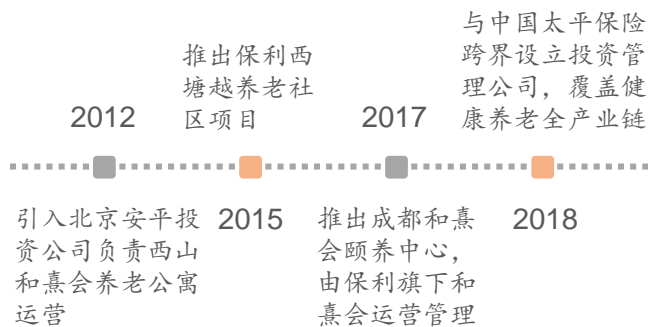 2012
引入北京安平投
资公司负责西山
和熹会养老公寓
运营
推出保利西
塘越养老社
区项目
2015
2017
推出成都和熹
会颐养中心，
由保利旗下和
熹会运营管理
与中国太平保险
跨界设立投资管
理公司，覆盖健
康养老全产业链
2018